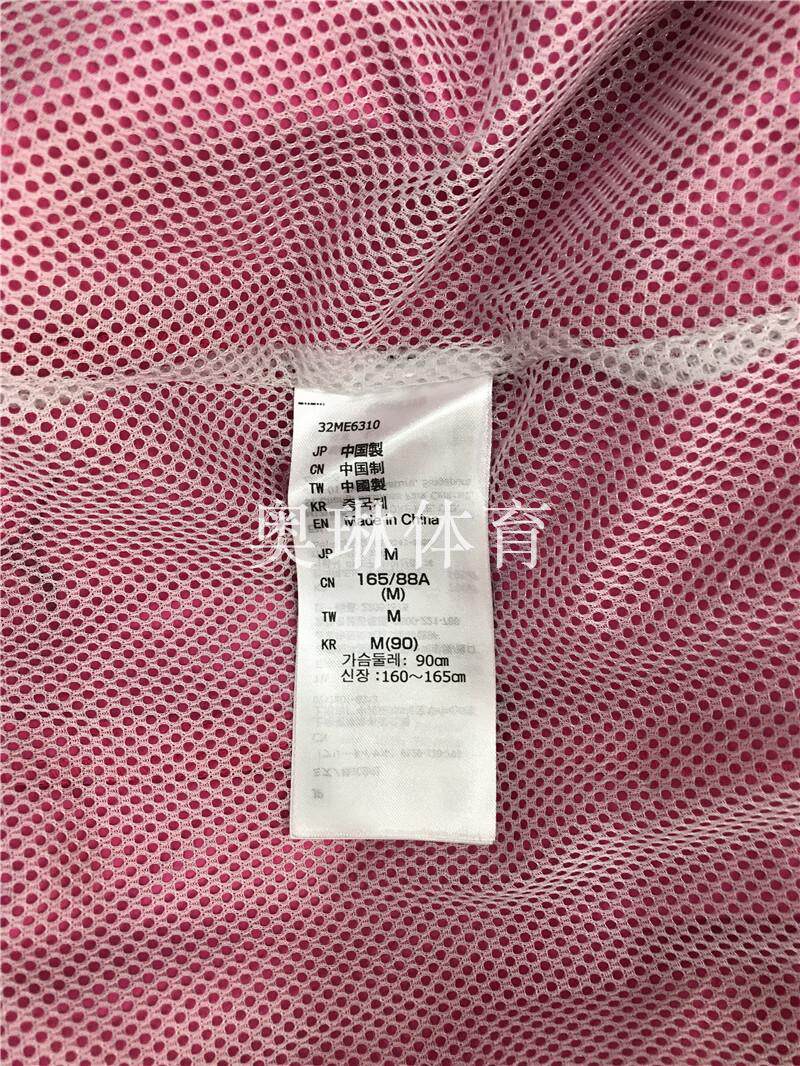 32ME6310
JP 中国製
CN 中国制
TW 中國製
KR 중국제
EN Made in China
奥琳体育
JP M
CN 165/88A
(M)
TW M
KR M(90)
가슴둘레: 90cm
신장 :160~165cm